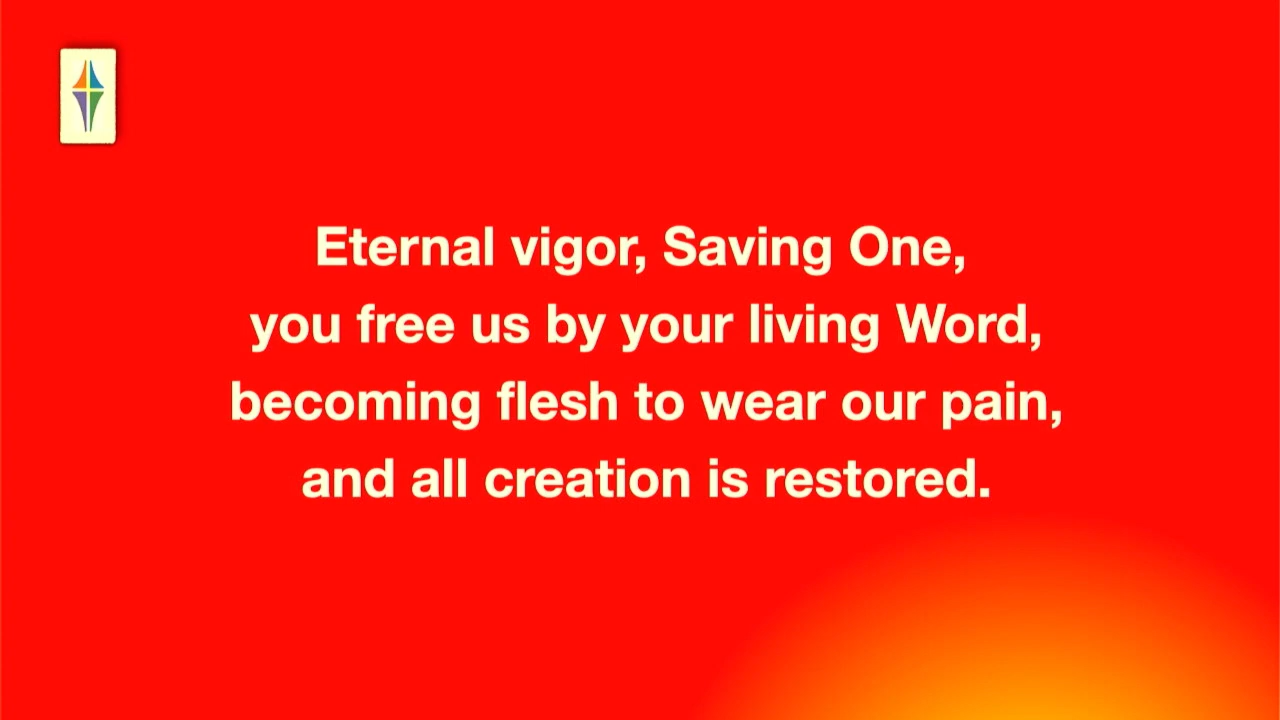 Eternal vigor, Saving One,
you free us by your living Word,
becoming flesh to wear our pain,
and all creation is restored.